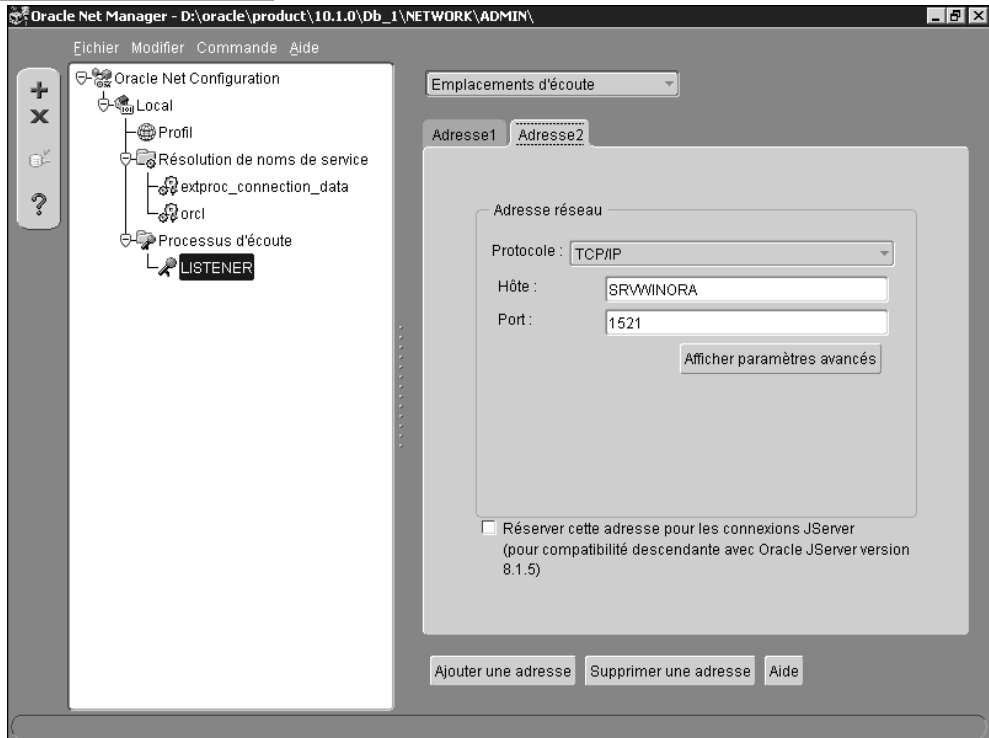 Oracle Net Manager - D:\oracle\product\10.1.0\Db_1\NETWORK\ADMIN\
Fichier Modifier Commande Aide
Oracle Net Configuration
Local
Profil
Résolution de noms de service
extproc_connection_data
orcl
Processus d'écoute
LISTENER
Emplacements d'écoute
Adresse1 Adresse2
Adresse réseau
Protocole : TCP/IP
Hôte : SRVWINORA
Port : 1521
Afficher paramètres avancés
Réserver cette adresse pour les connexions JServer
(pour compatibilité descendante avec Oracle JServer version
8.1.5)
Ajouter une adresse Supprimer une adresse Aide